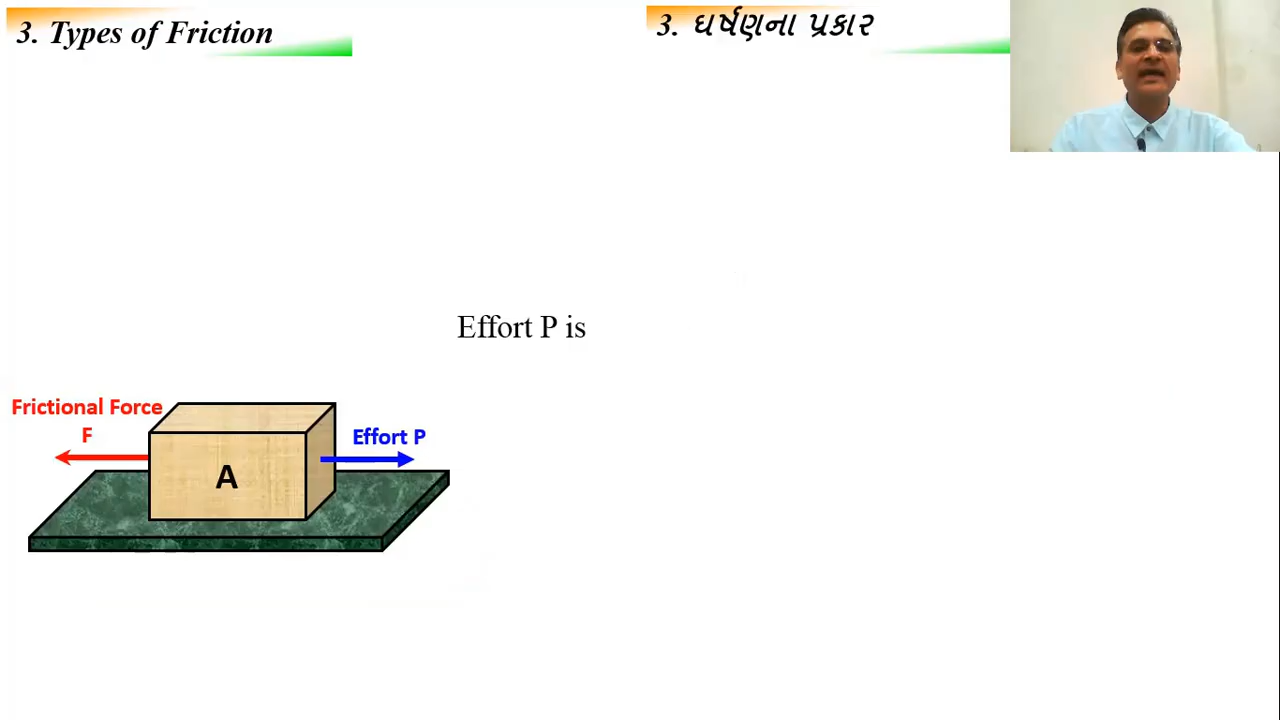 3. Types of Friction
3. ઘર્ષણના પ્રકાર
Effort P is
Frictional Force
F
Effort P
A